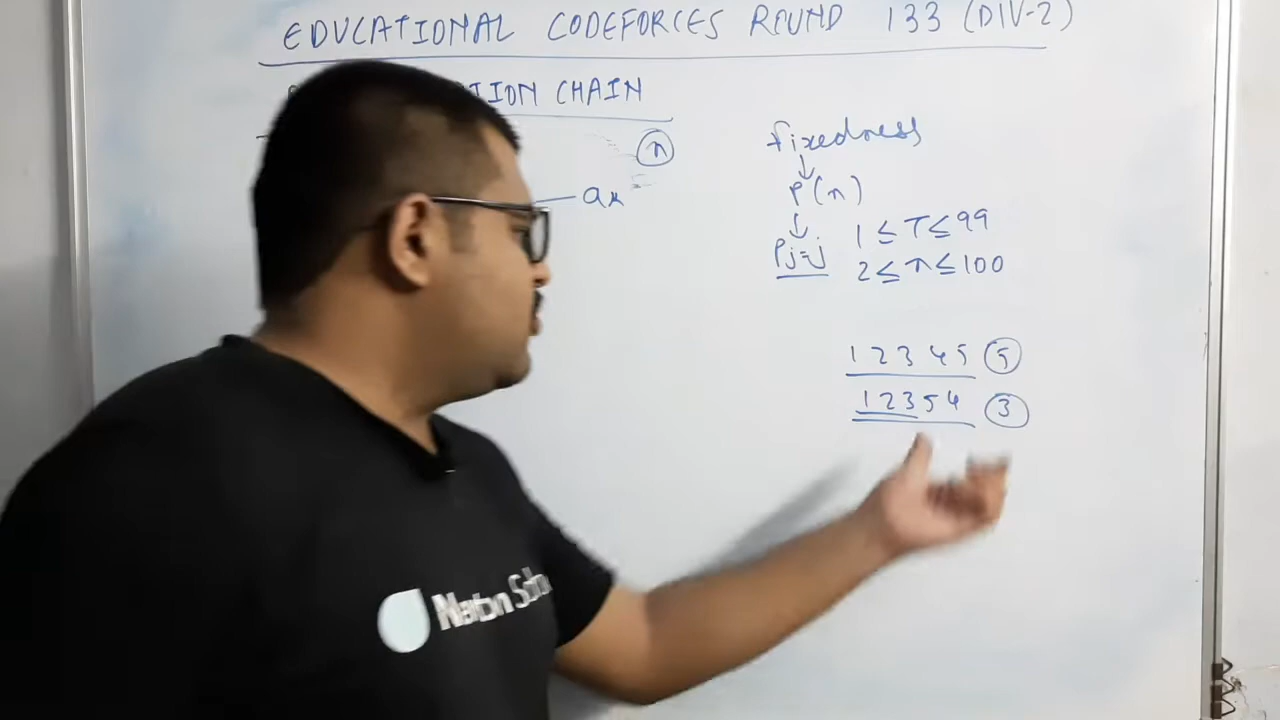 EDUCATIONAL CODEFORCES ROUND 133 (DIV-2)
CHAIN
n
an
fixedness
P(n)
Pj=j
1 ≤ T ≤ 99
2 ≤ n ≤ 100
1 2 3 4 5 5
1 2 3 5 4 3